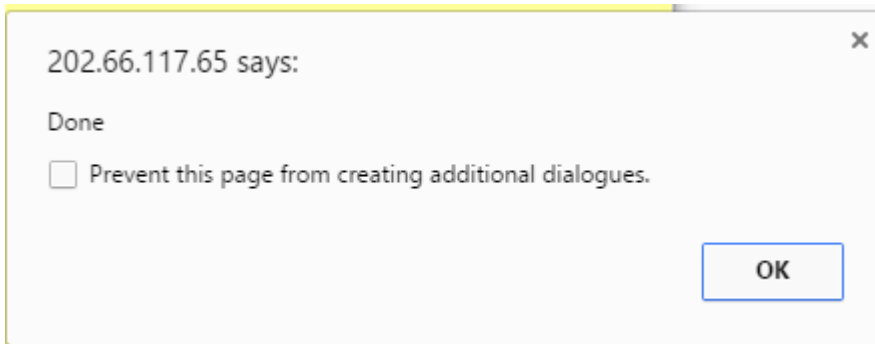 202.66.117.65 says:
Done
Prevent this page from creating additional dialogues.
OK